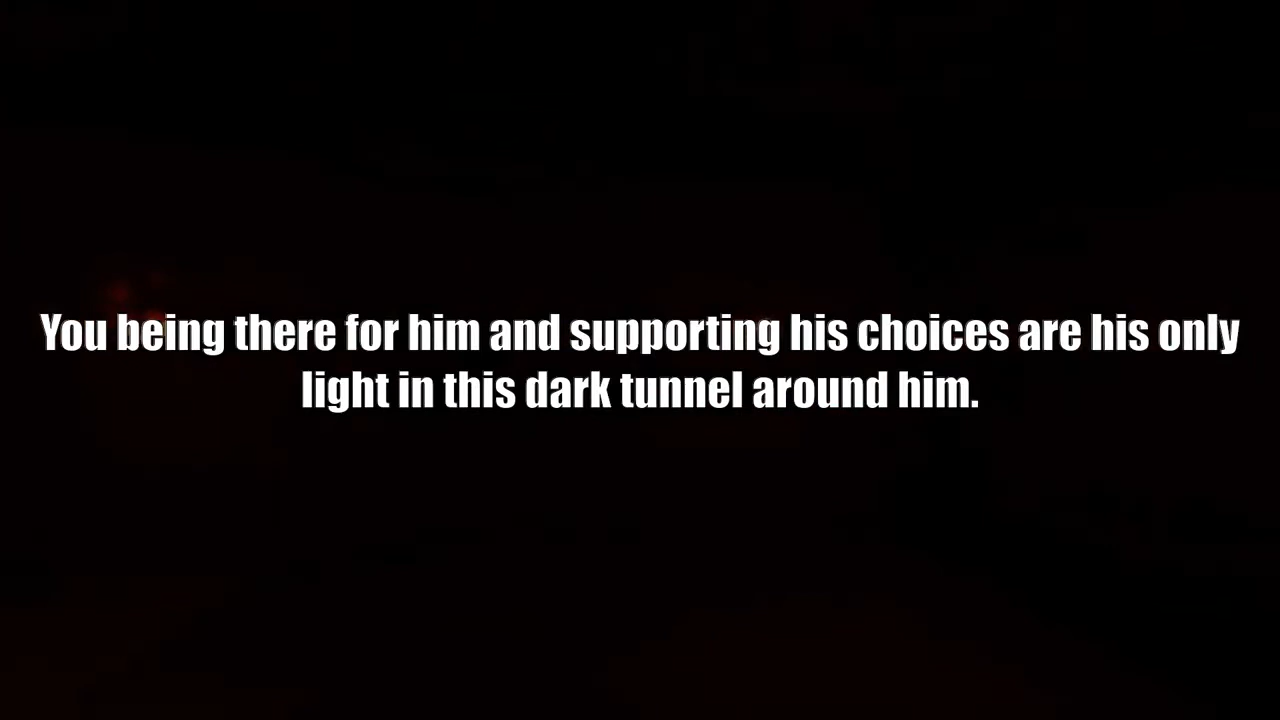 You being there for him and supporting his choices are his only
light in this dark tunnel around him.